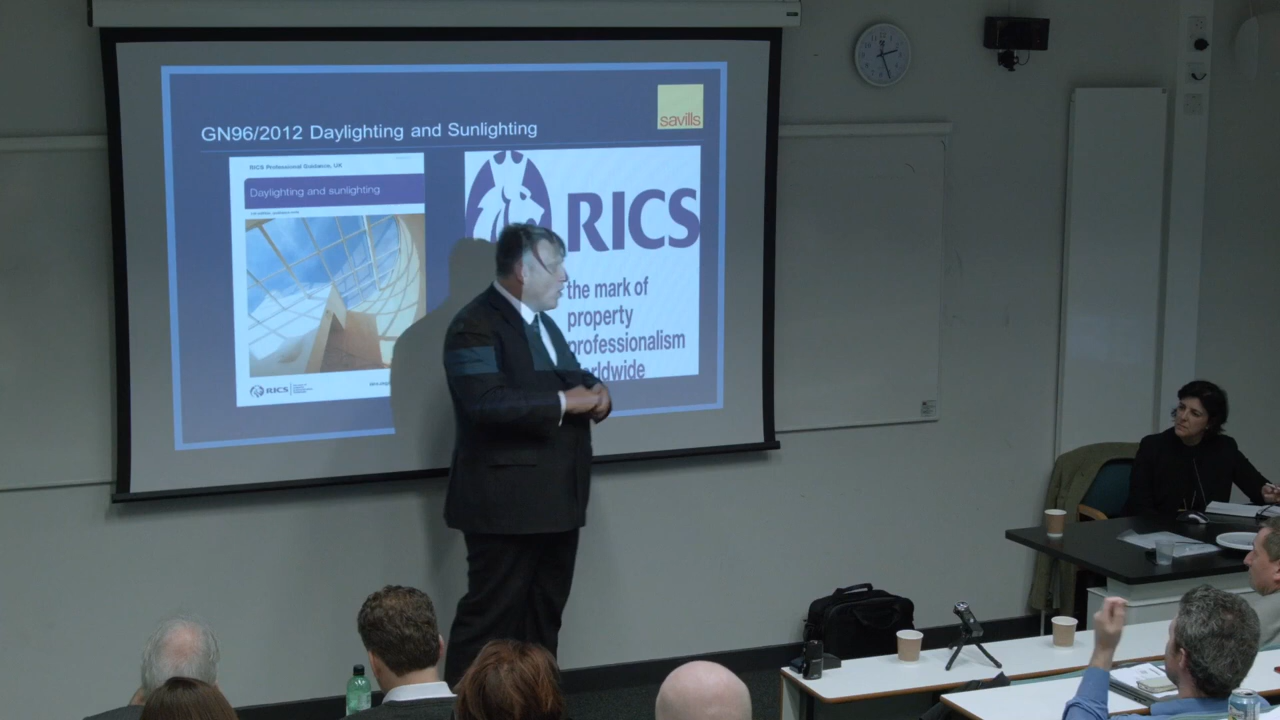 savills
GN96/2012 Daylighting and Sunlighting
RICS Professional Guidance, UK
Daylighting and sunlighting
RICS
RICS
the mark of
property
professionalism